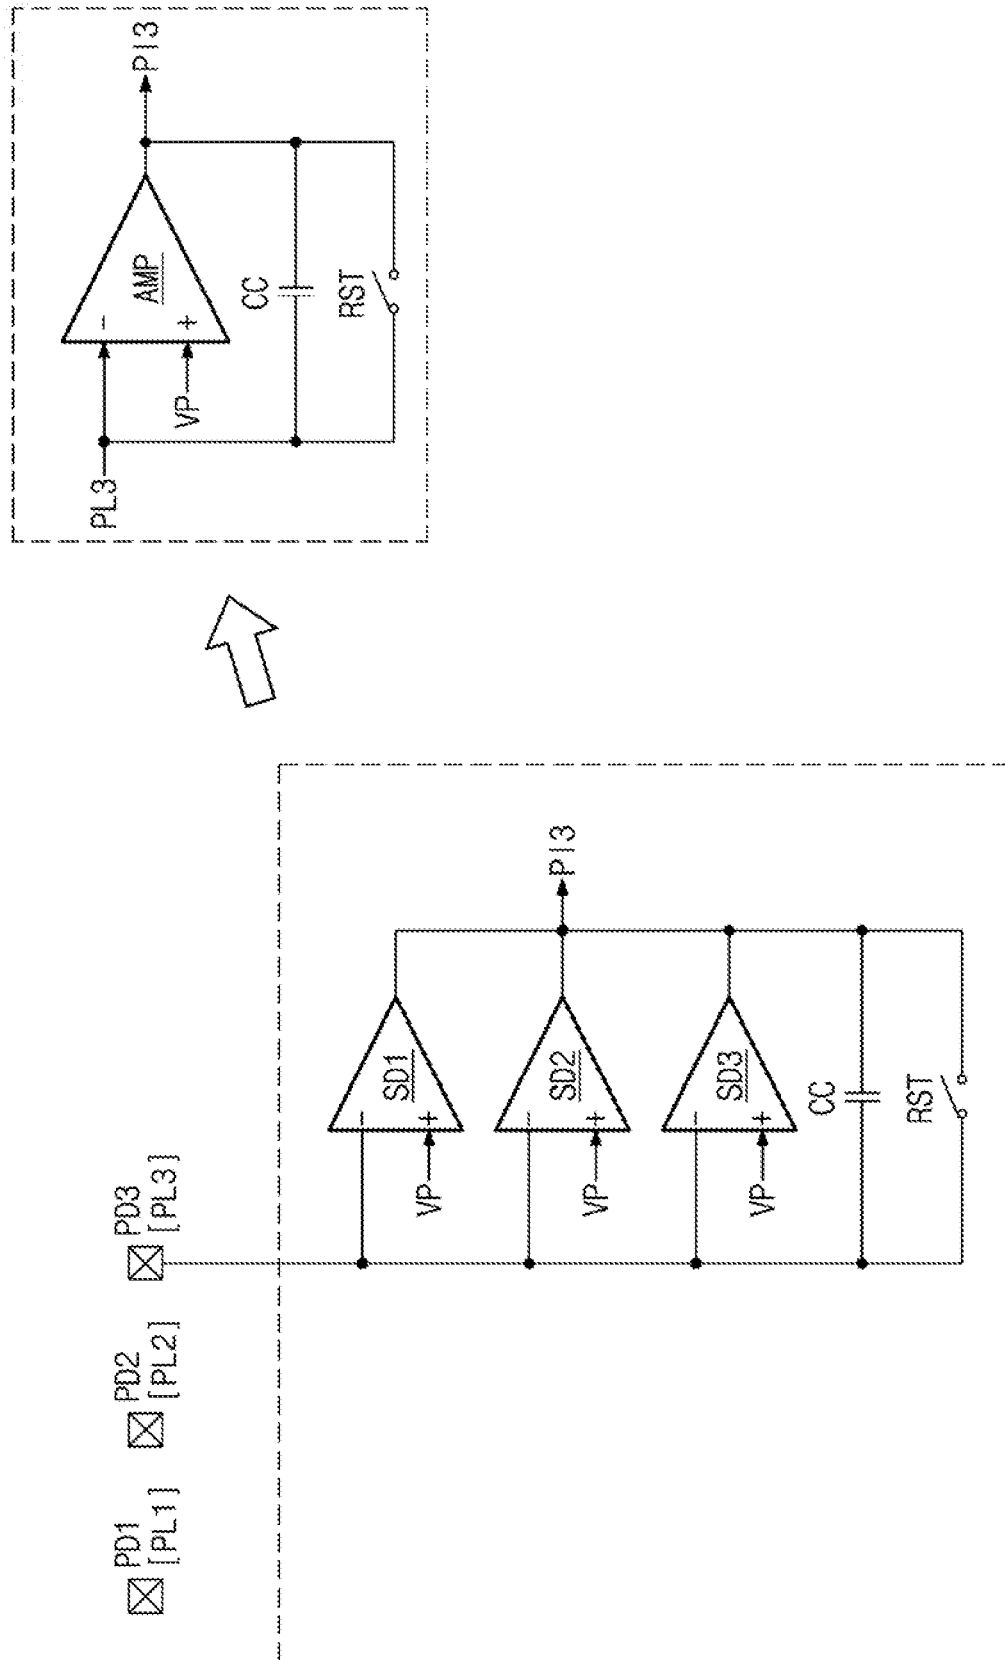 PD1
[PL1]
PD2
[PL2]
PD3
[PL3]
VP
-
+
SD1
VP
-
+
SD2
VP
-
+
SD3
CC
RST
PI3
PL3
VP
-
+
AMP
CC
RST
PI3